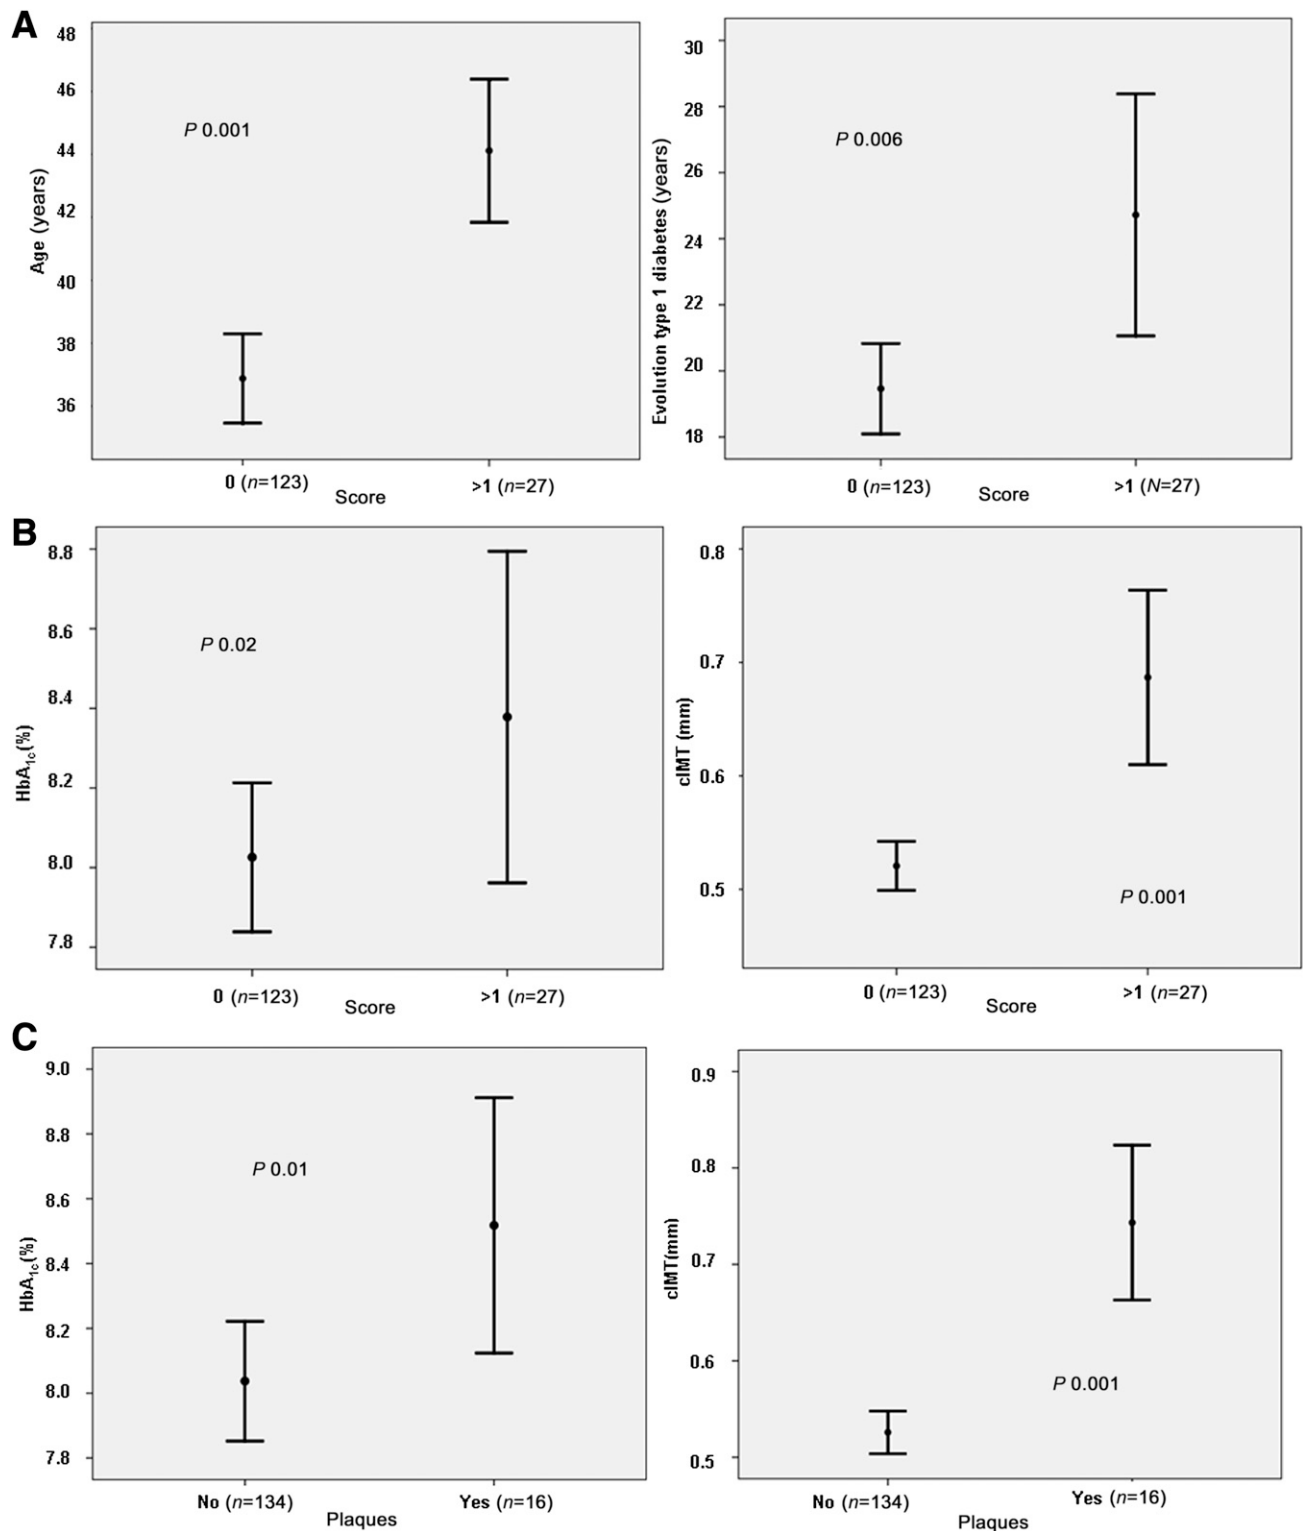 A
48
46
44
42
40
38
36
Age (years)
P 0.001
0 (n=123)
>1 (n=27)
Score
30
28
26
24
22
20
18
Evolution type 1 diabetes (years)
P 0.006
0 (n=123)
>1 (N=27)
Score
B
8.8
8.6
8.4
8.2
8.0
7.8
HbA1c(%)
P 0.02
0 (n=123)
>1 (n=27)
Score
0.8
0.7
0.6
0.5
cIMT (mm)
P 0.001
0 (n=123)
>1 (n=27)
Score
C
9.0
8.8
8.6
8.4
8.2
8.0
7.8
HbA1c(%)
P 0.01
No (n=134)
Yes (n=16)
Plaques
0.9
0.8
0.7
0.6
0.5
cIMT(mm)
P 0.001
No (n=134)
Yes (n=16)
Plaques